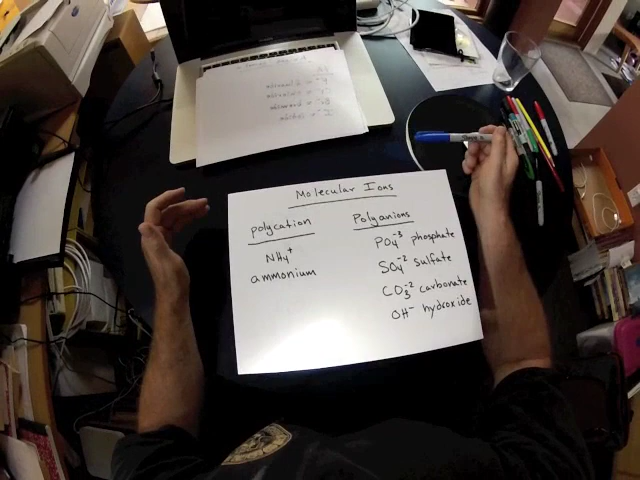 Molecular Ions
polycation
NH4+
ammonium
Polyanions
PO4-3 phosphate
SO4-2 sulfate
CO3-2 carbonate
OH- hydroxide